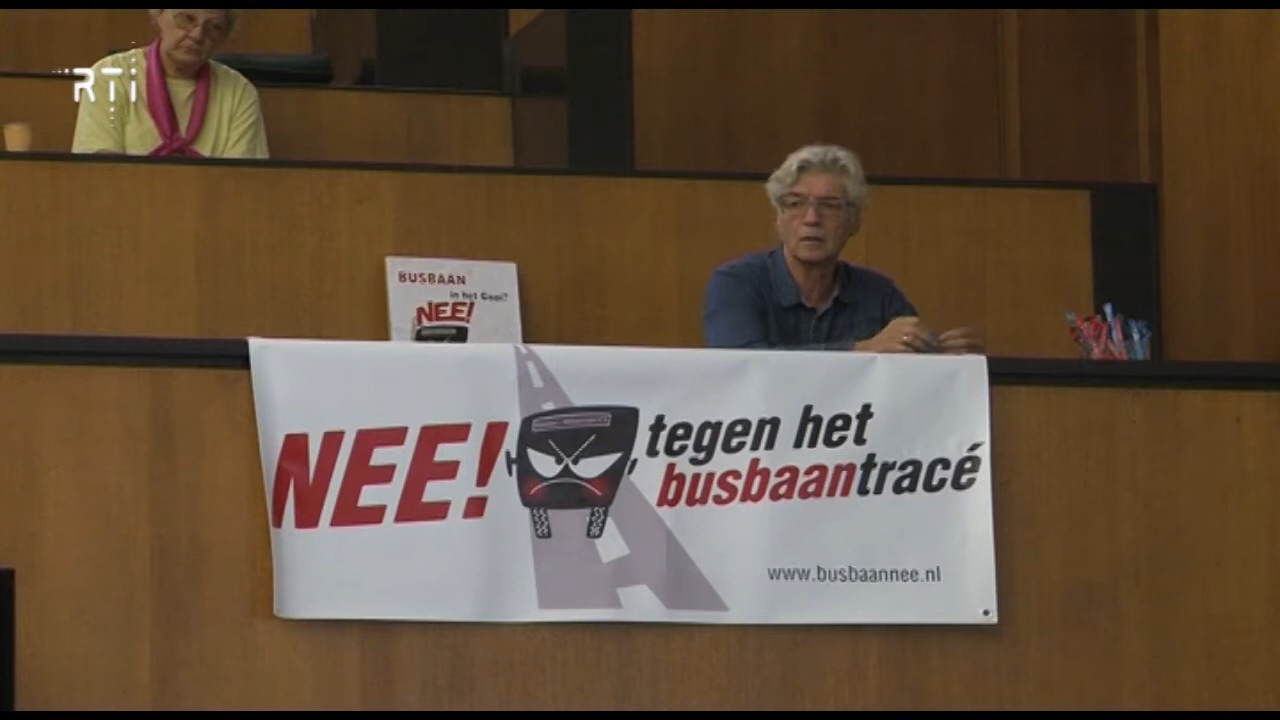 RTi
BUSBAAN
in het Gooi?
NEE!
NEE!
tegen het
busbaantracé
www.busbaannee.nl